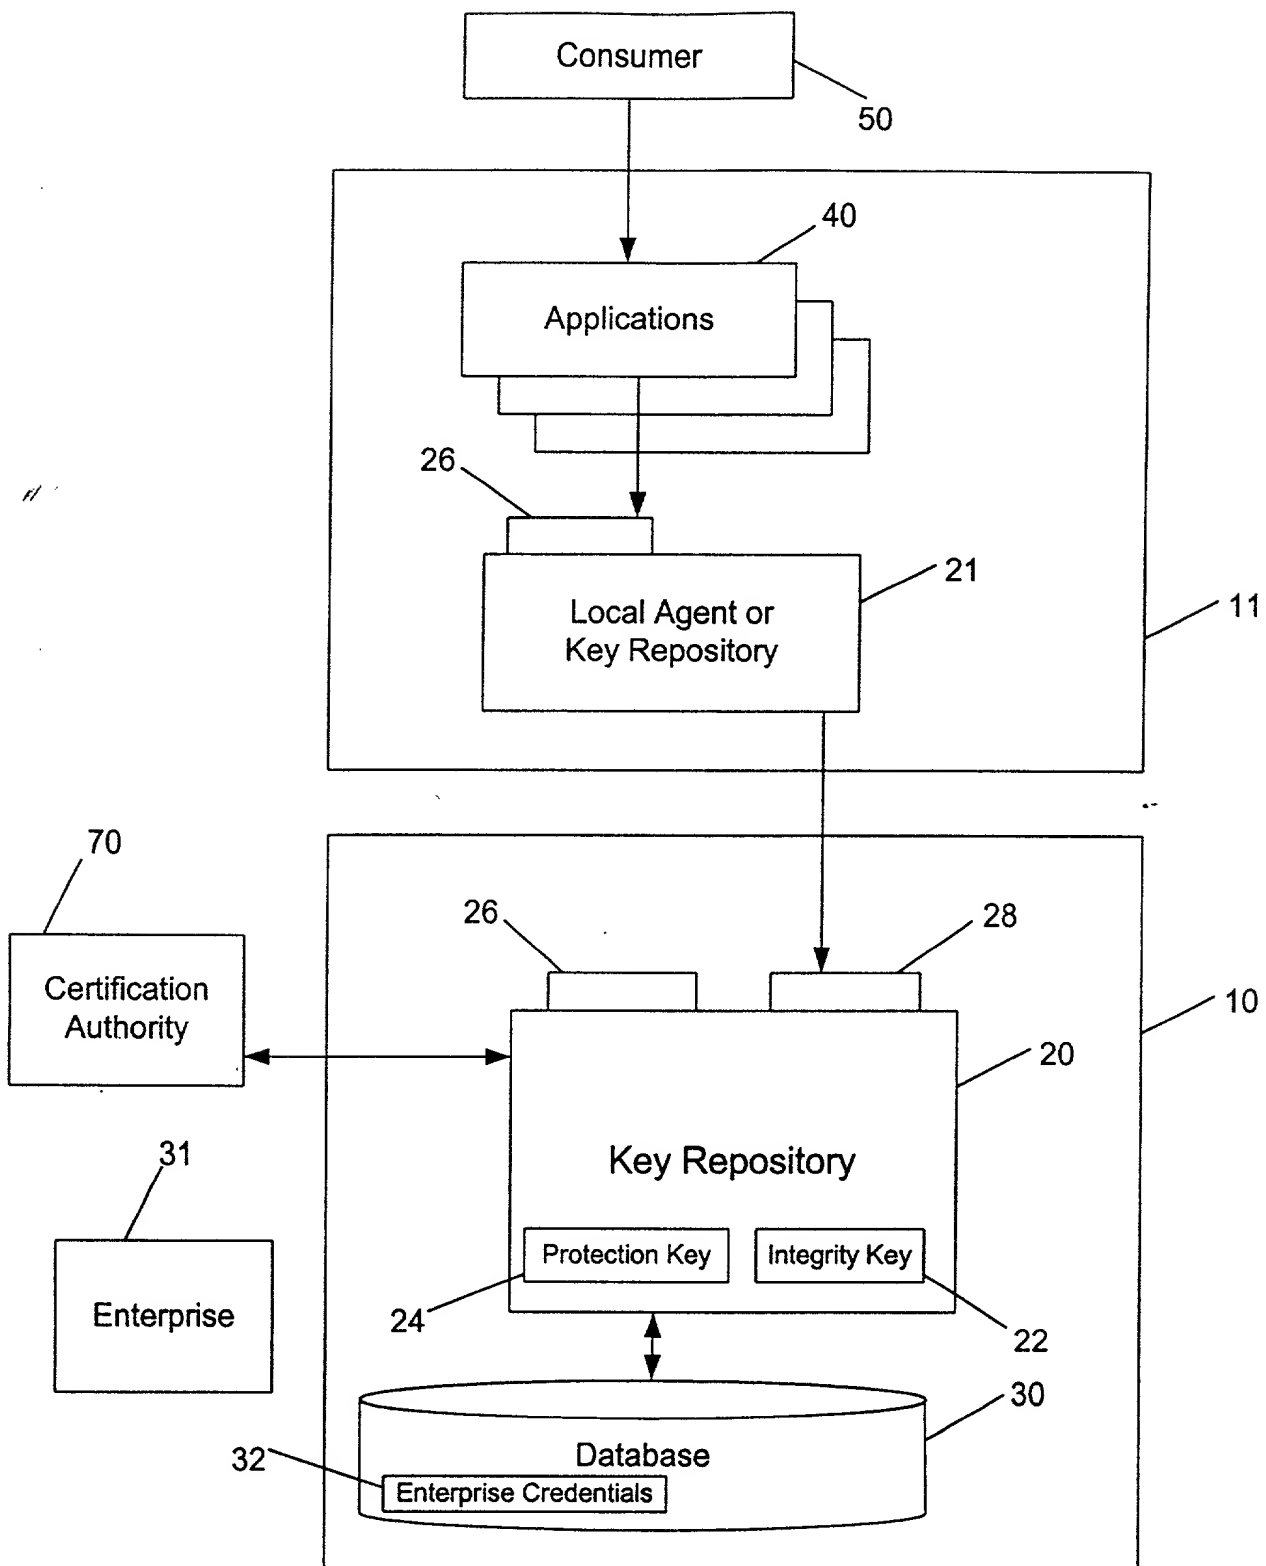 Consumer
50
40
Applications
26
21
Local Agent or
Key Repository
11
70
26
28
Certification
Authority
10
20
31
Key Repository
Protection Key
Integrity Key
Enterprise
24
22
30
32
Database
Enterprise Credentials